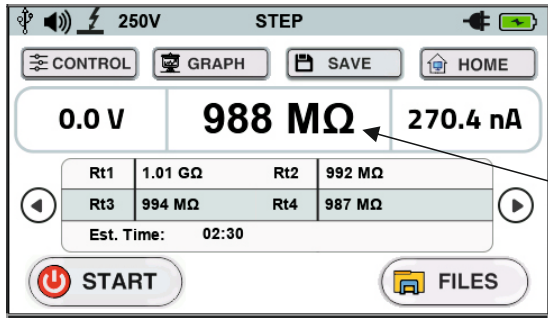 250V STEP
CONTROL GRAPH SAVE HOME
0.0 V 988 MΩ 270.4 nA
Rt1 1.01 GΩ Rt2 992 MΩ
Rt3 994 MΩ Rt4 987 MΩ
Est. Time: 02:30
START FILES